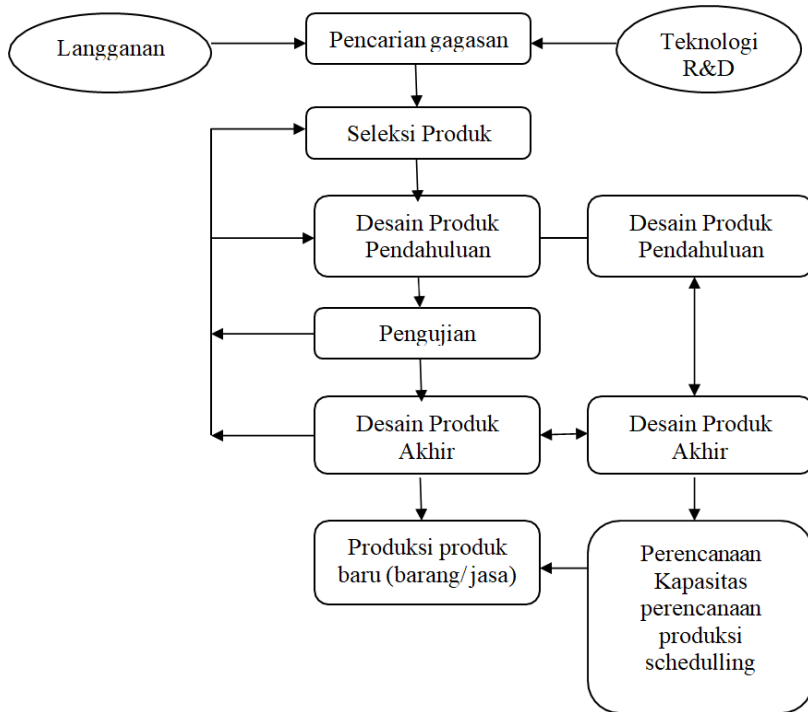 Langganan
Pencarian gagasan
Teknologi
R&D
Seleksi Produk
Desain Produk
Pendahuluan
Desain Produk
Pendahuluan
Pengujian
Desain Produk
Akhir
Desain Produk
Akhir
Produksi produk
baru (barang/ jasa)
Perencanaan
Kapasitas
perencanaan
produksi
schedulling